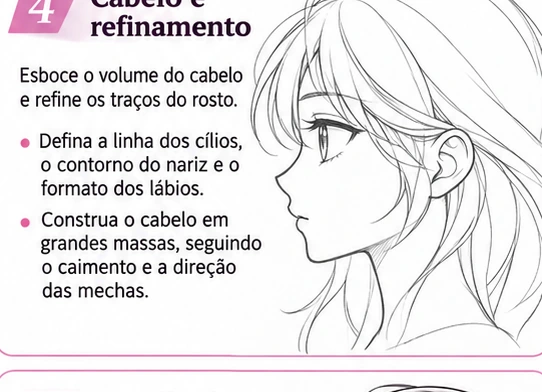 4
Cabelo e
refinamento
Esboce o volume do cabelo
e refine os traços do rosto.
• Defina a linha dos cílios,
o contorno do nariz e o
formato dos lábios.
• Construa o cabelo em
grandes massas, seguindo
o caimento e a direção
das mechas.